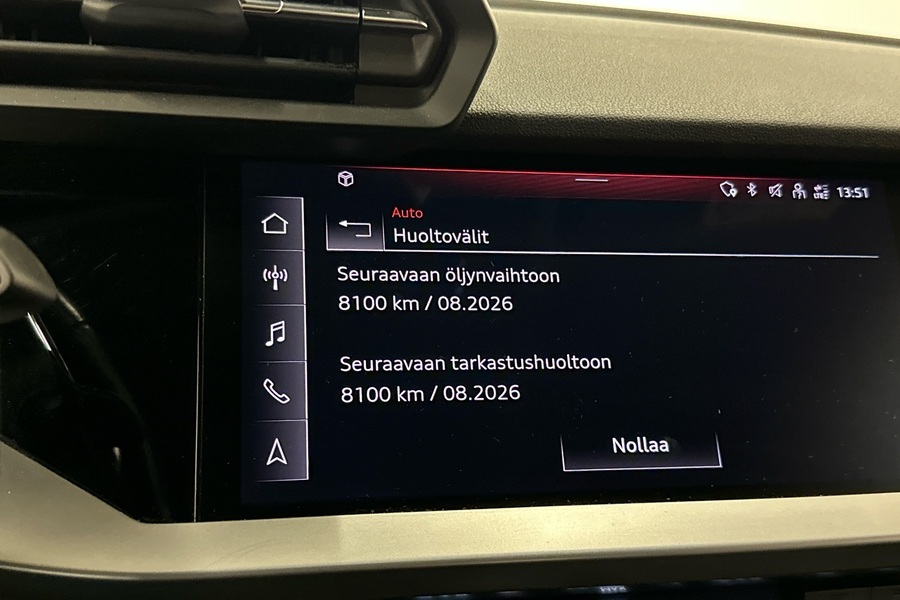 13:51
Auto
Huoltovälit
Seuraavaan öljynvaihtoon
8100 km / 08.2026
Seuraavaan tarkastushuoltoon
8100 km / 08.2026
Nollaa